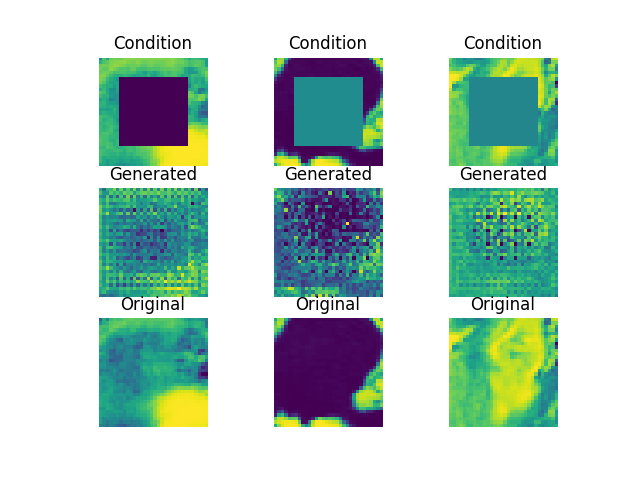 Condition Condition Condition
Generated Generated Generated
Original Original Original